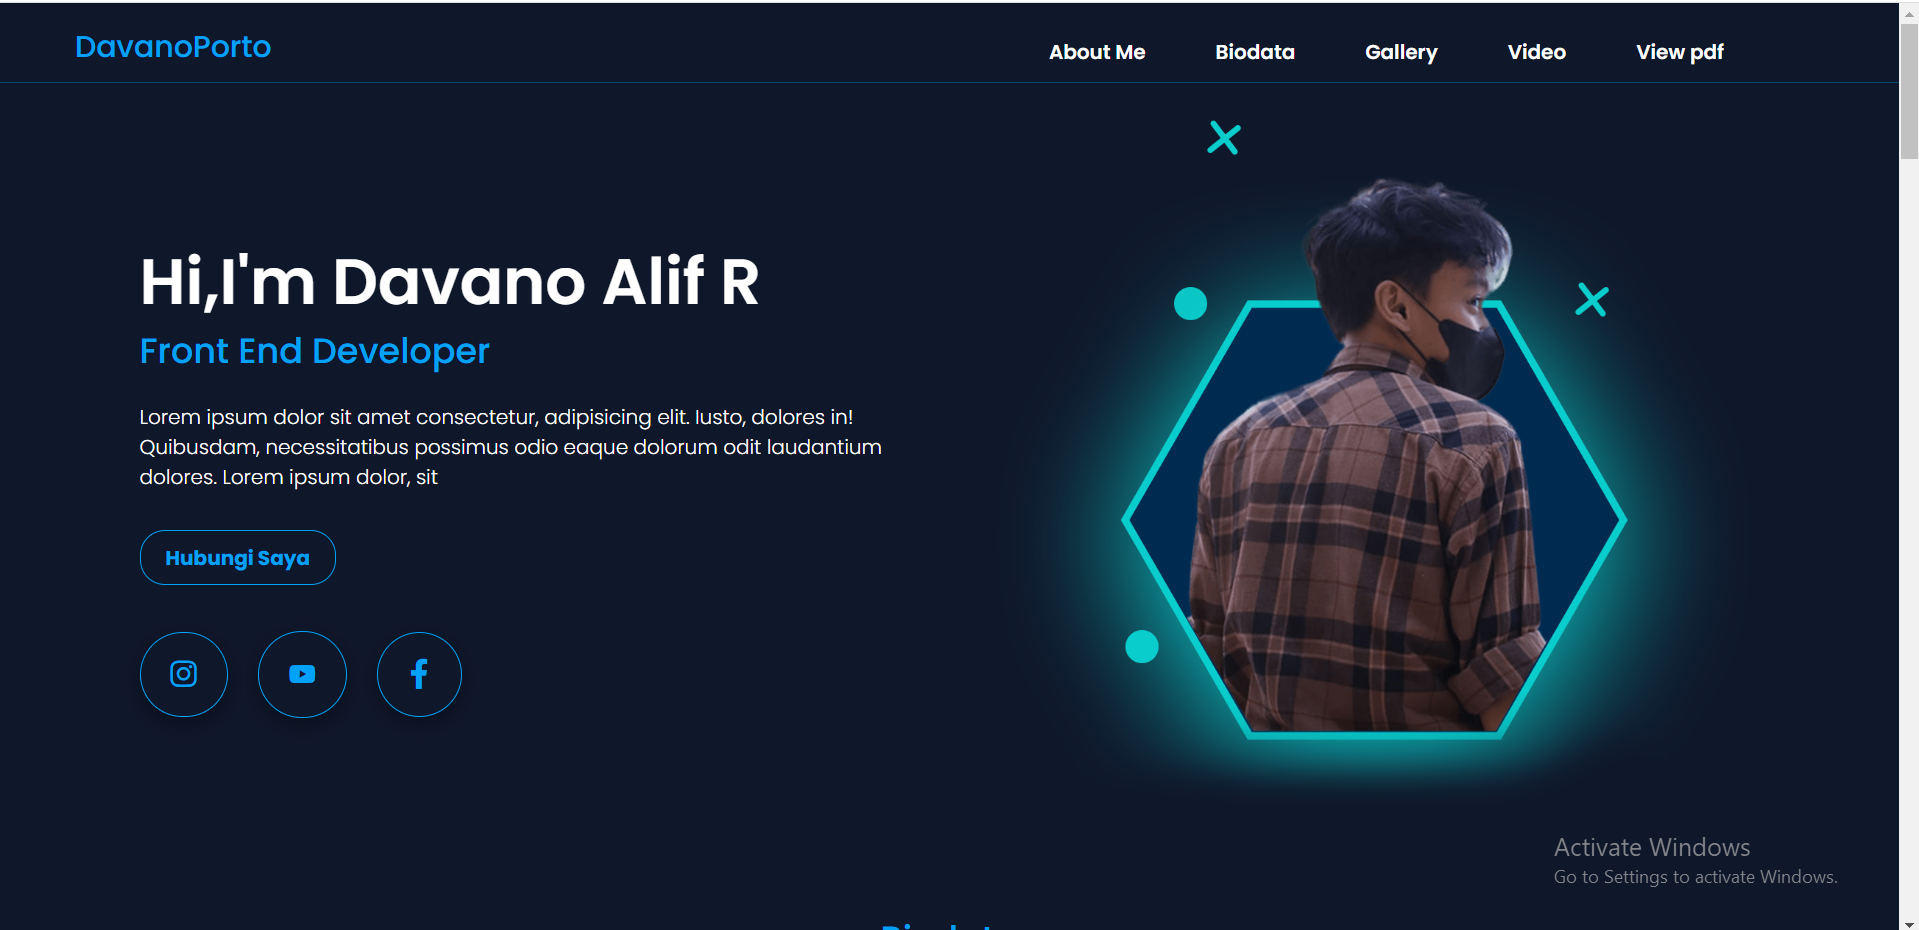 DavanoPorto
About Me
Biodata
Gallery
Video
View pdf
Hi,I'm Davano Alif R
Front End Developer
Lorem ipsum dolor sit amet consectetur, adipisicing elit. Iusto, dolores in!
Quibusdam, necessitatibus possimus odio eaque dolorum odit laudantium
dolores. Lorem ipsum dolor, sit
Hubungi Saya
Activate Windows
Go to Settings to activate Windows.